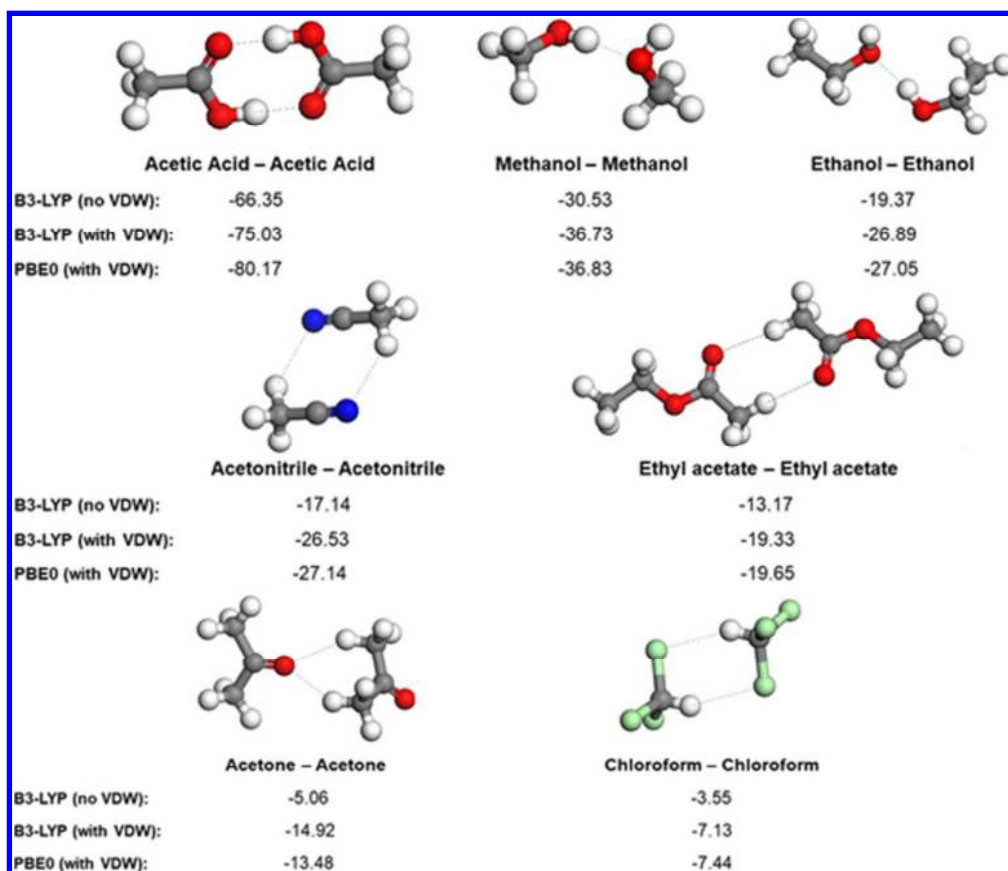 Acetic Acid – Acetic Acid Methanol – Methanol Ethanol – Ethanol
B3-LYP (no VDW): -66.35 -30.53 -19.37
B3-LYP (with VDW): -75.03 -36.73 -26.89
PBE0 (with VDW): -80.17 -36.83 -27.05
Acetonitrile – Acetonitrile Ethyl acetate – Ethyl acetate
B3-LYP (no VDW): -17.14 -13.17
B3-LYP (with VDW): -26.53 -19.33
PBE0 (with VDW): -27.14 -19.65
Acetone – Acetone Chloroform – Chloroform
B3-LYP (no VDW): -5.06 -3.55
B3-LYP (with VDW): -14.92 -7.13
PBE0 (with VDW): -13.48 -7.44